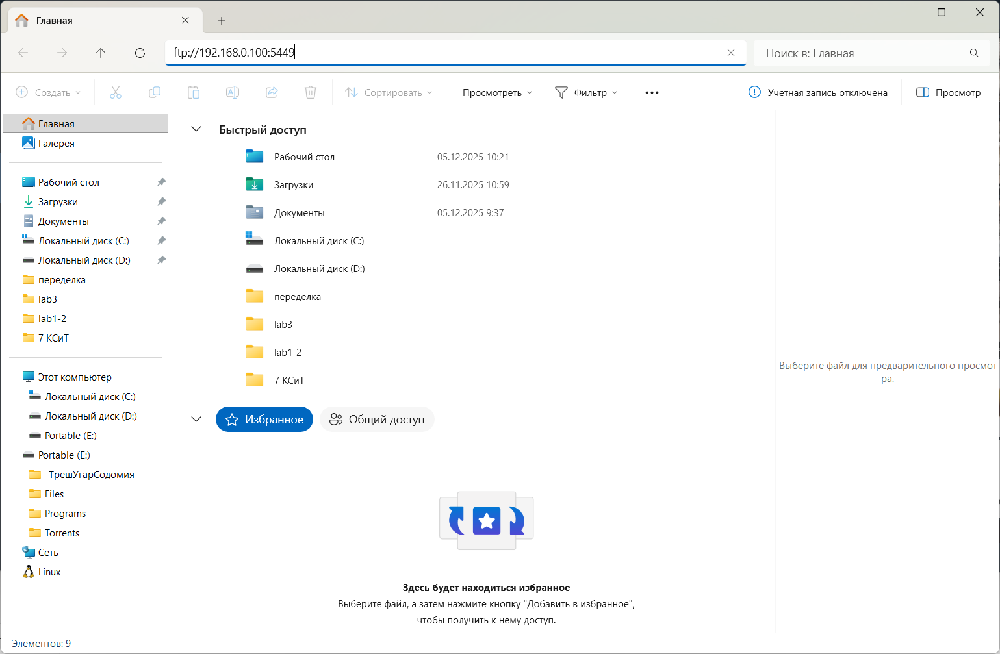 Главная
ftp://192.168.0.100:5449
Поиск в: Главная
Создать
Сортировать
Просмотреть
Фильтр
Учетная запись отключена
Просмотр
Главная
Галерея
Рабочий стол
Загрузки
Документы
Локальный диск (C:)
Локальный диск (D:)
переделка
lab3
lab1-2
7 КСиТ
Этот компьютер
Локальный диск (C:)
Локальный диск (D:)
Portable (E:)
Portable (E:)
_ТрешУгарСодомия
Files
Programs
Torrents
Сеть
Linux
Быстрый доступ
Рабочий стол 05.12.2025 10:21
Загрузки 26.11.2025 10:59
Документы 05.12.2025 9:37
Локальный диск (C:)
Локальный диск (D:)
переделка
lab3
lab1-2
7 КСиТ
Избранное
Общий доступ
Здесь будет находиться избранное
Выберите файл, а затем нажмите кнопку "Добавить в избранное",
чтобы получить к нему доступ.
Выберите файл для предварительного просмот
ра.
Элементов: 9